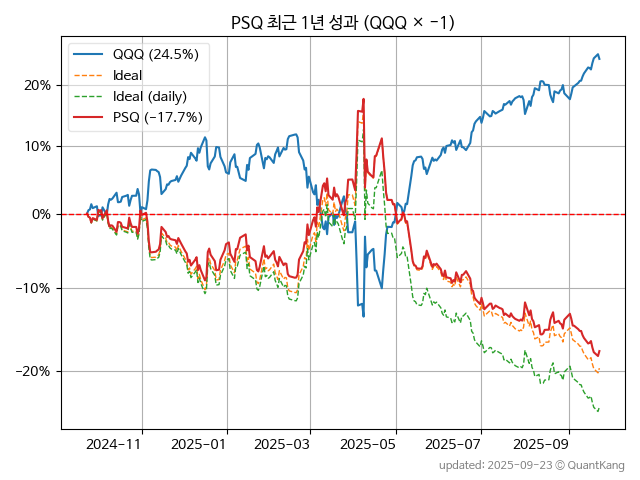 PSQ 최근 1년 성과 (QQQ × −1)
QQQ (24.5%)
Ideal
Ideal (daily)
PSQ (−17.7%)
20%
10%
0%
−10%
−20%
2024-11
2025-01
2025-03
2025-05
2025-07
2025-09
updated: 2025-09-23 © QuantKang